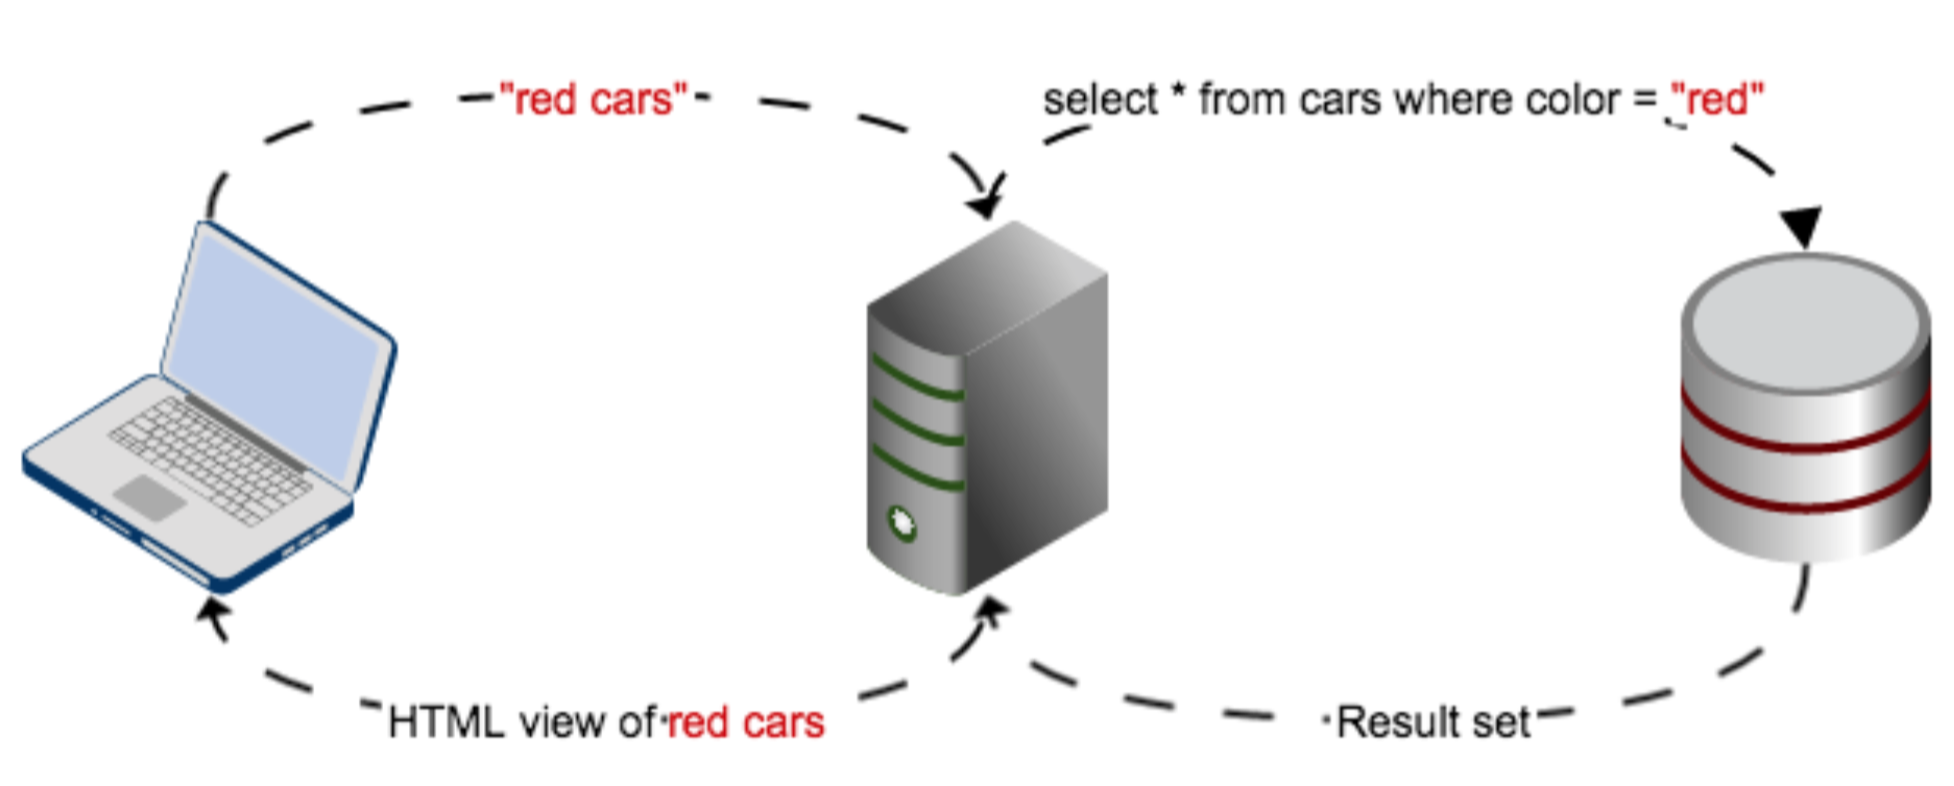 "red cars"
select * from cars where color = "red"
HTML view of red cars
Result set